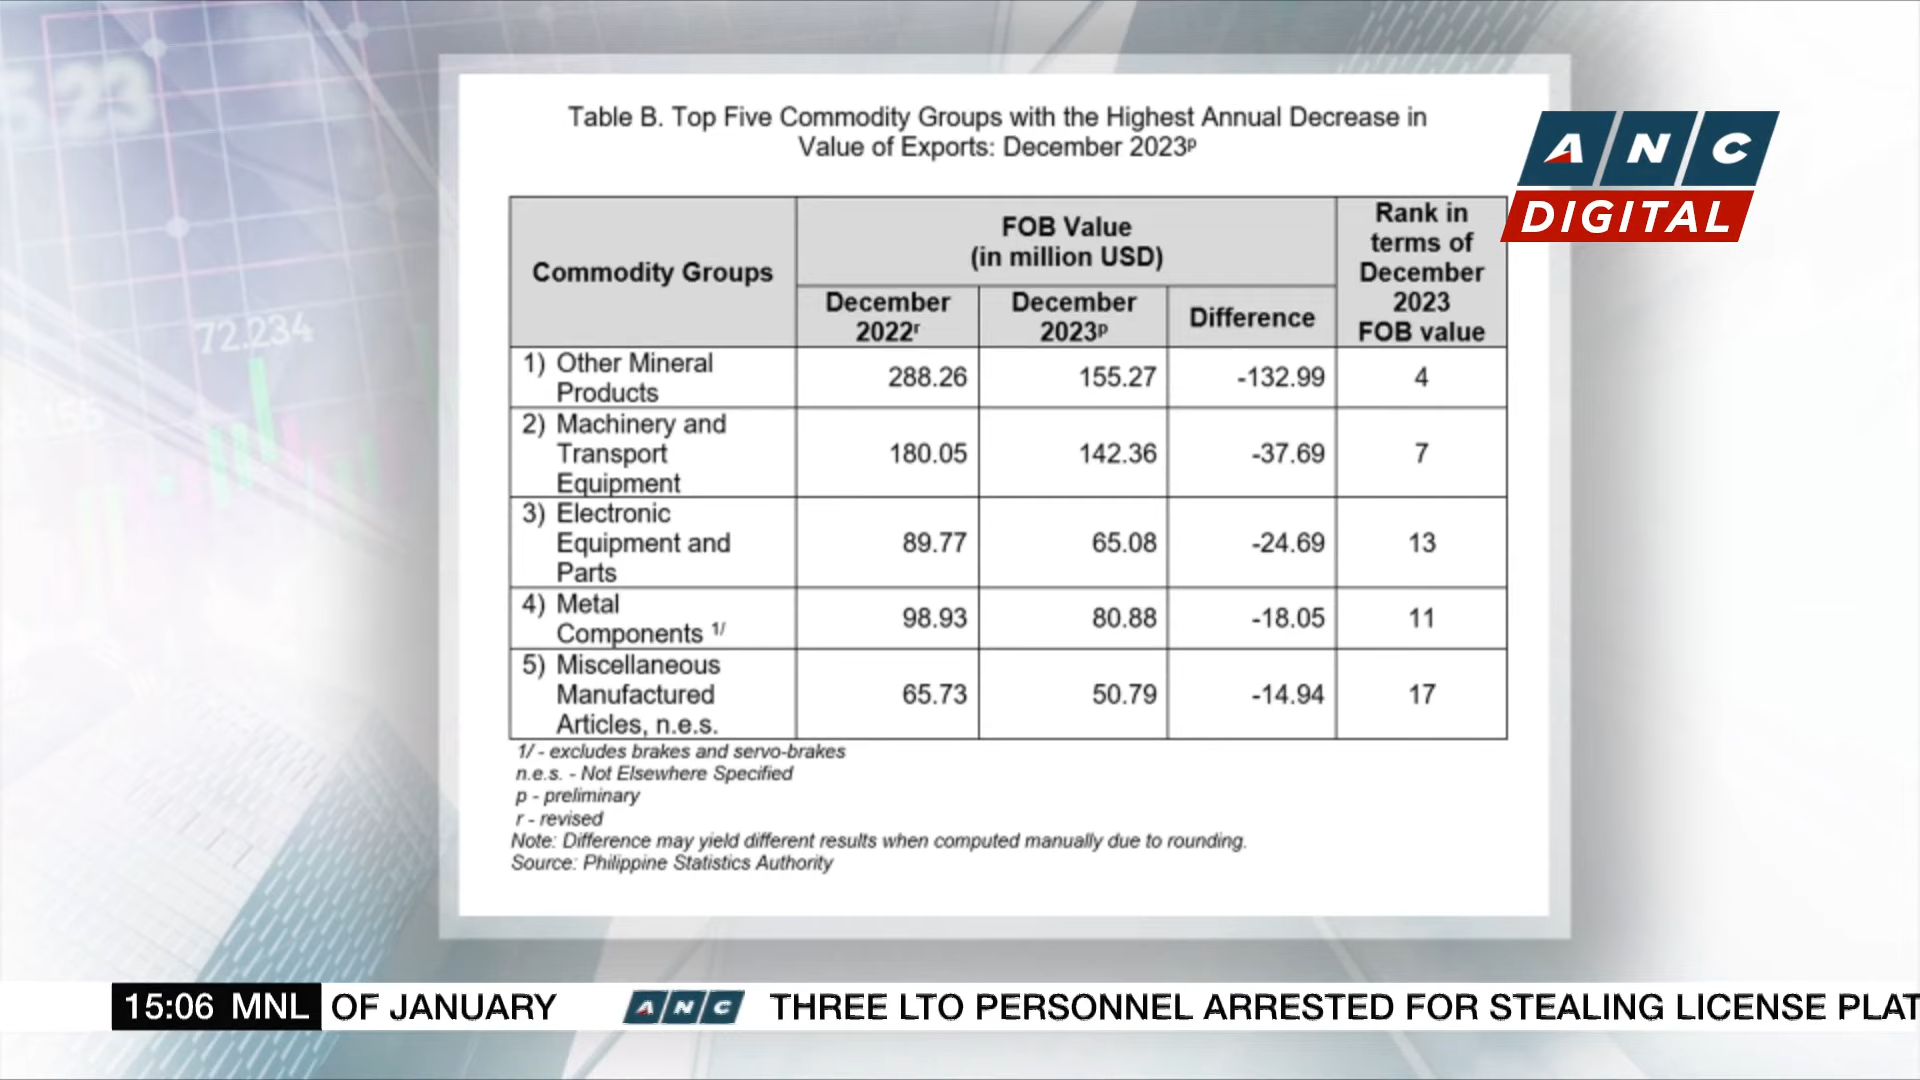 5.23
72.234
Table B. Top Five Commodity Groups with the Highest Annual Decrease in
Value of Exports: December 2023ᵖ
ANC
DIGITAL
Commodity Groups
FOB Value
(in million USD)
Rank in
terms of
December
2023
FOB value
December
2022ʳ
December
2023ᵖ
Difference
1) Other Mineral
Products
288.26 155.27 -132.99 4
2) Machinery and
Transport
Equipment
180.05 142.36 -37.69 7
3) Electronic
Equipment and
Parts
89.77 65.08 -24.69 13
4) Metal
Components 1/
98.93 80.88 -18.05 11
5) Miscellaneous
Manufactured
Articles, n.e.s.
65.73 50.79 -14.94 17
1/ - excludes brakes and servo-brakes
n.e.s. - Not Elsewhere Specified
p - preliminary
r - revised
Note: Difference may yield different results when computed manually due to rounding.
Source: Philippine Statistics Authority
15:06 MNL OF JANUARY ANC THREE LTO PERSONNEL ARRESTED FOR STEALING LICENSE PLAT